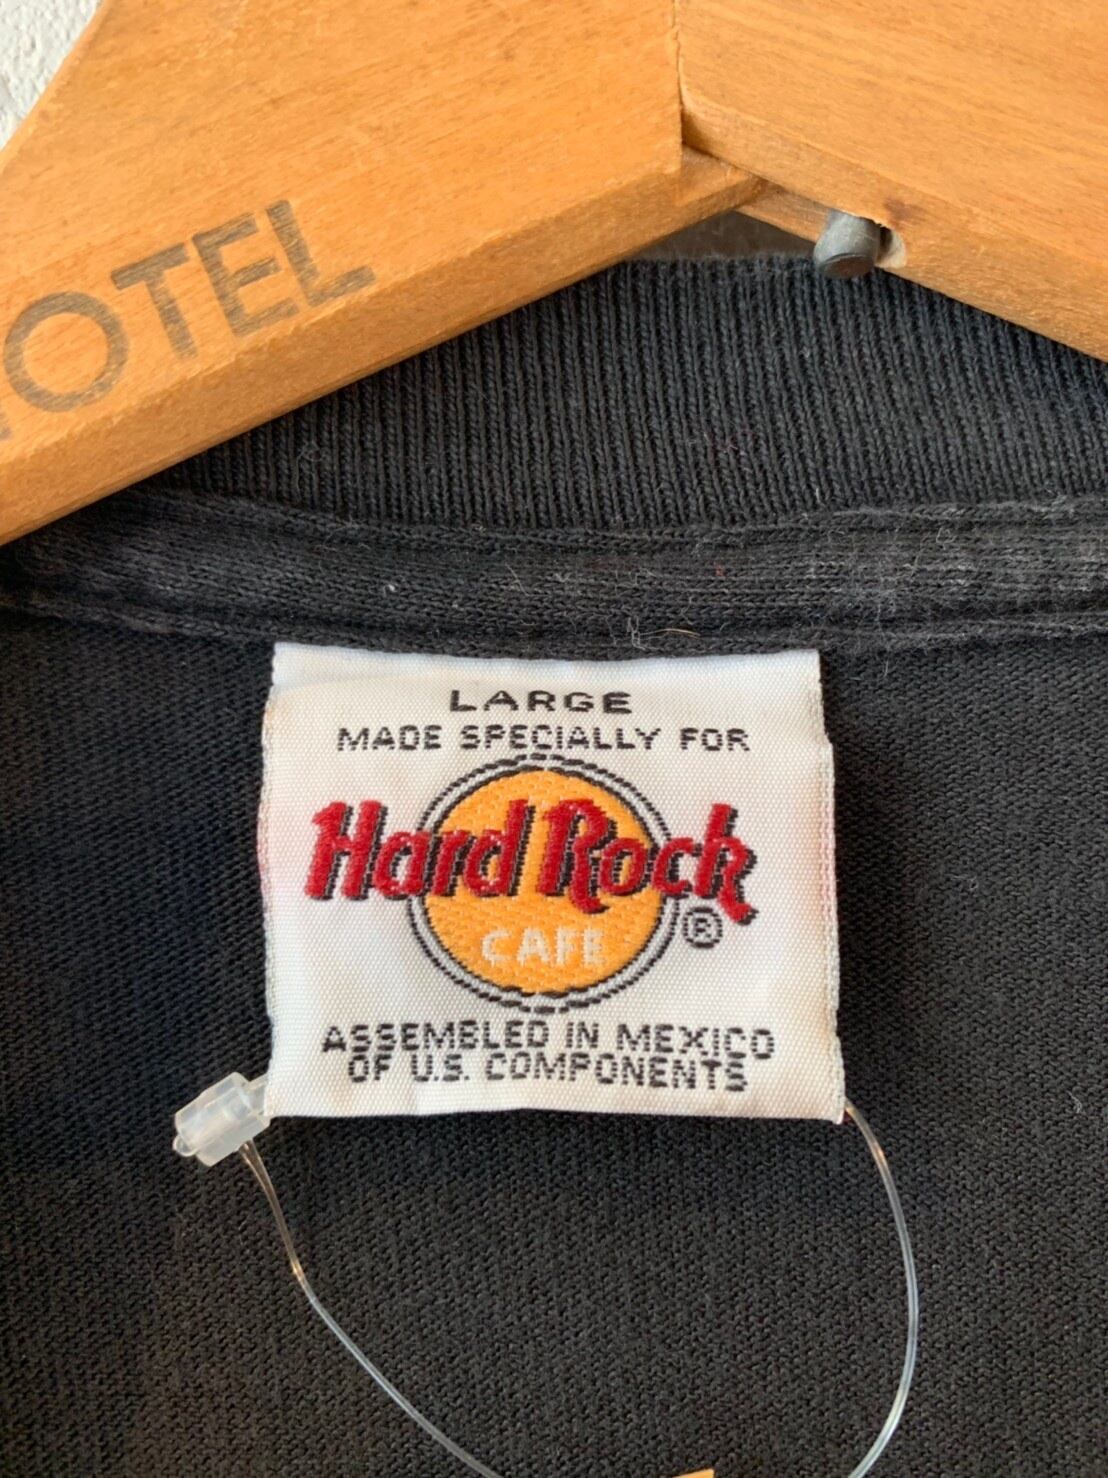 OTEL
LARGE
MADE SPECIALLY FOR
Hard Rock
®
CAFE
ASSEMBLED IN MEXICO
OF U.S. COMPONENTS